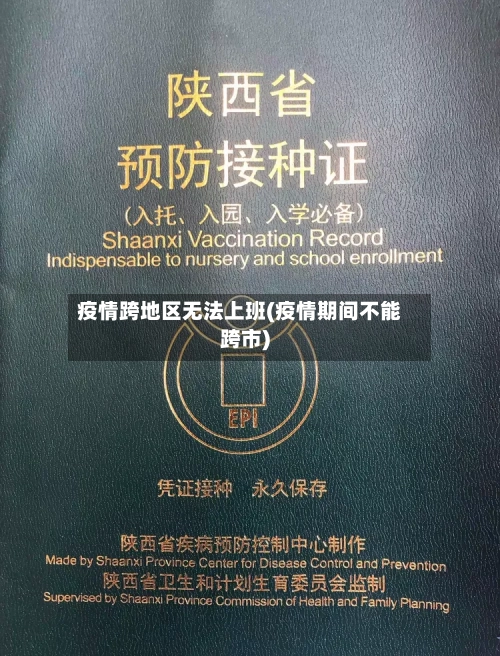 陕西省
预防接种证
（入托、入园、入学必备）
Shaanxi Vaccination Record
Indispensable to nursery and school enrollment
疫情跨地区无法上班(疫情期间不能
跨市)
EPI
凭证接种　永久保存
陕西省疾病预防控制中心制作
Made by Shaanxi Province Center for Disease Control and Prevention
陕西省卫生和计划生育委员会监制
Supervised by Shaanxi Province Commission of Health and Family Planning